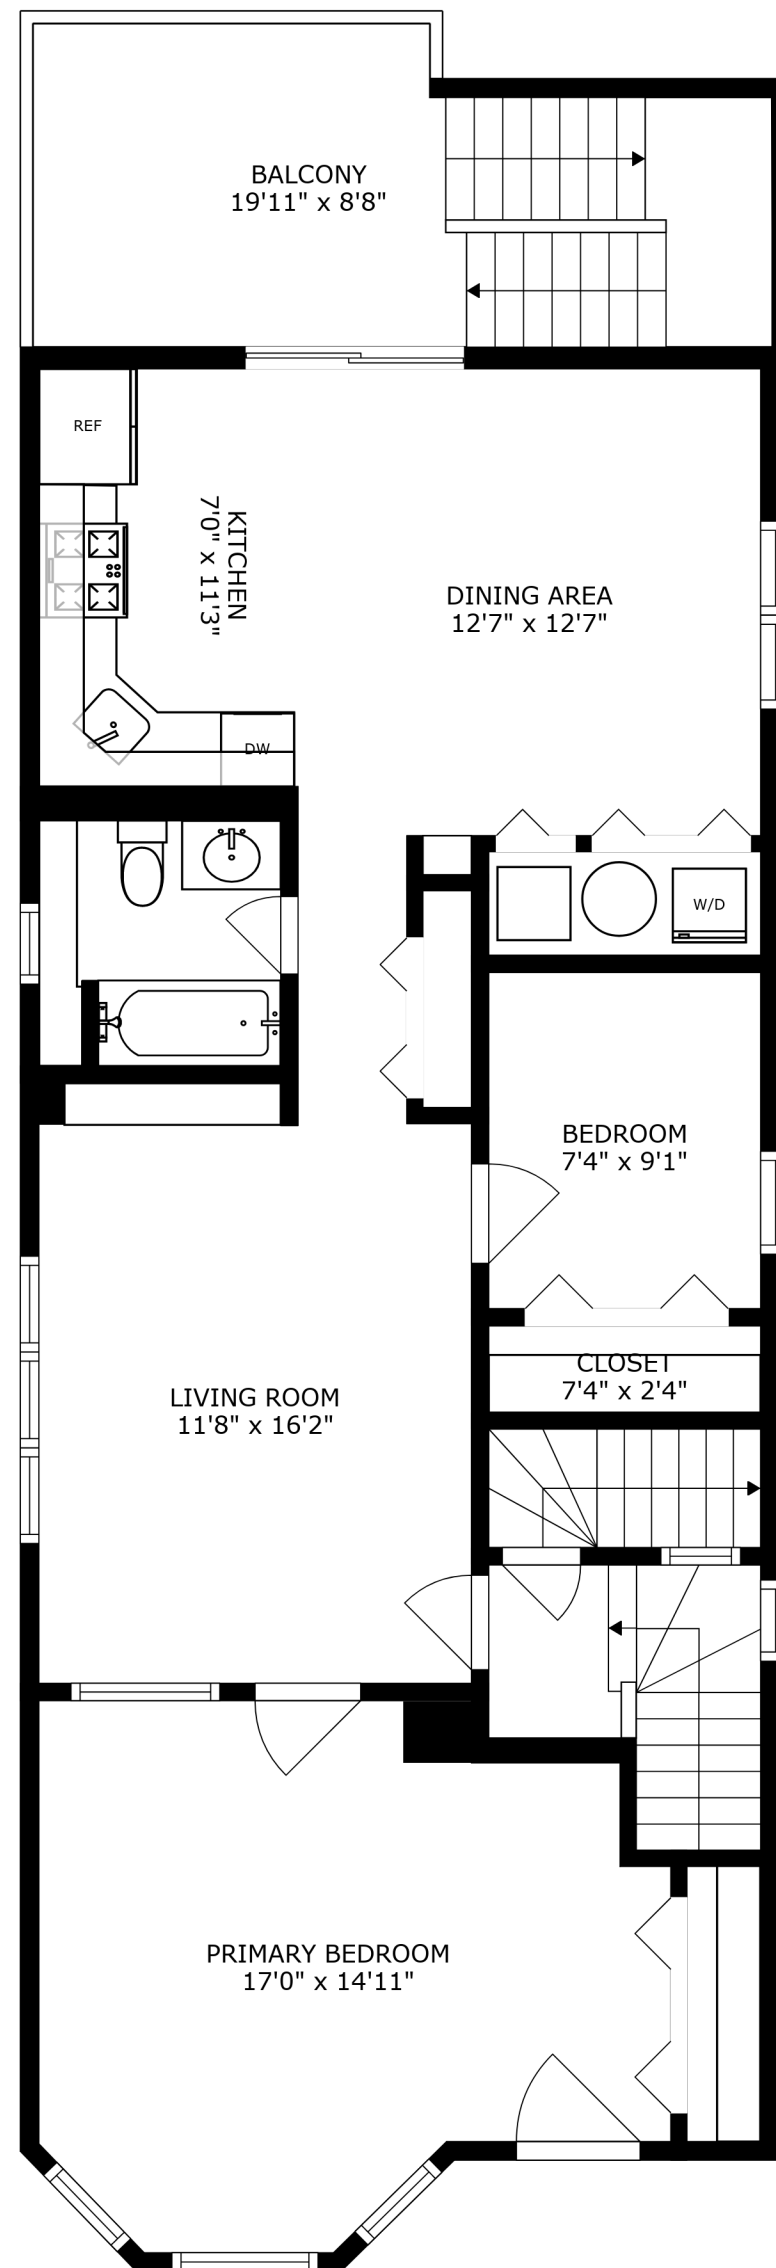 BALCONY
19'11" x 8'8"
REF
KITCHEN
7'0" x 11'3"
DINING AREA
12'7" x 12'7"
DW
W/D
BEDROOM
7'4" x 9'1"
CLOSET
7'4" x 2'4"
LIVING ROOM
11'8" x 16'2"
PRIMARY BEDROOM
17'0" x 14'11"